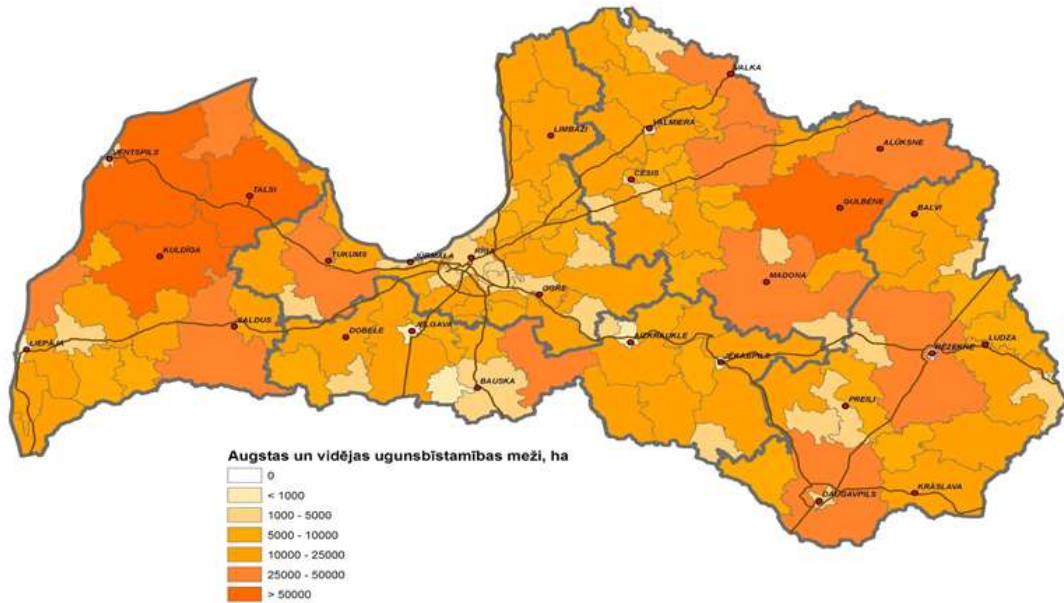 VALKA
VALMIERA
LIMBAŽI
ALŪKSNE
VENTSPILS
CĒSIS
TALSI
GULBENE
BALVI
KULDĪGA
TUKUMS
JŪRMALA
RĪGA
MADONA
OGRE
SALDUS
DOBELE
JELGAVA
AIZKRAUKLE
LUDZA
LIEPĀJA
JĒKABPILS
RĒZEKNE
BAUSKA
PREIĻI
DAUGAVPILS
KRĀSLAVA
Augstas un vidējas ugunsbīstamības meži, ha
0
< 1000
1000 - 5000
5000 - 10000
10000 - 25000
25000 - 50000
> 50000